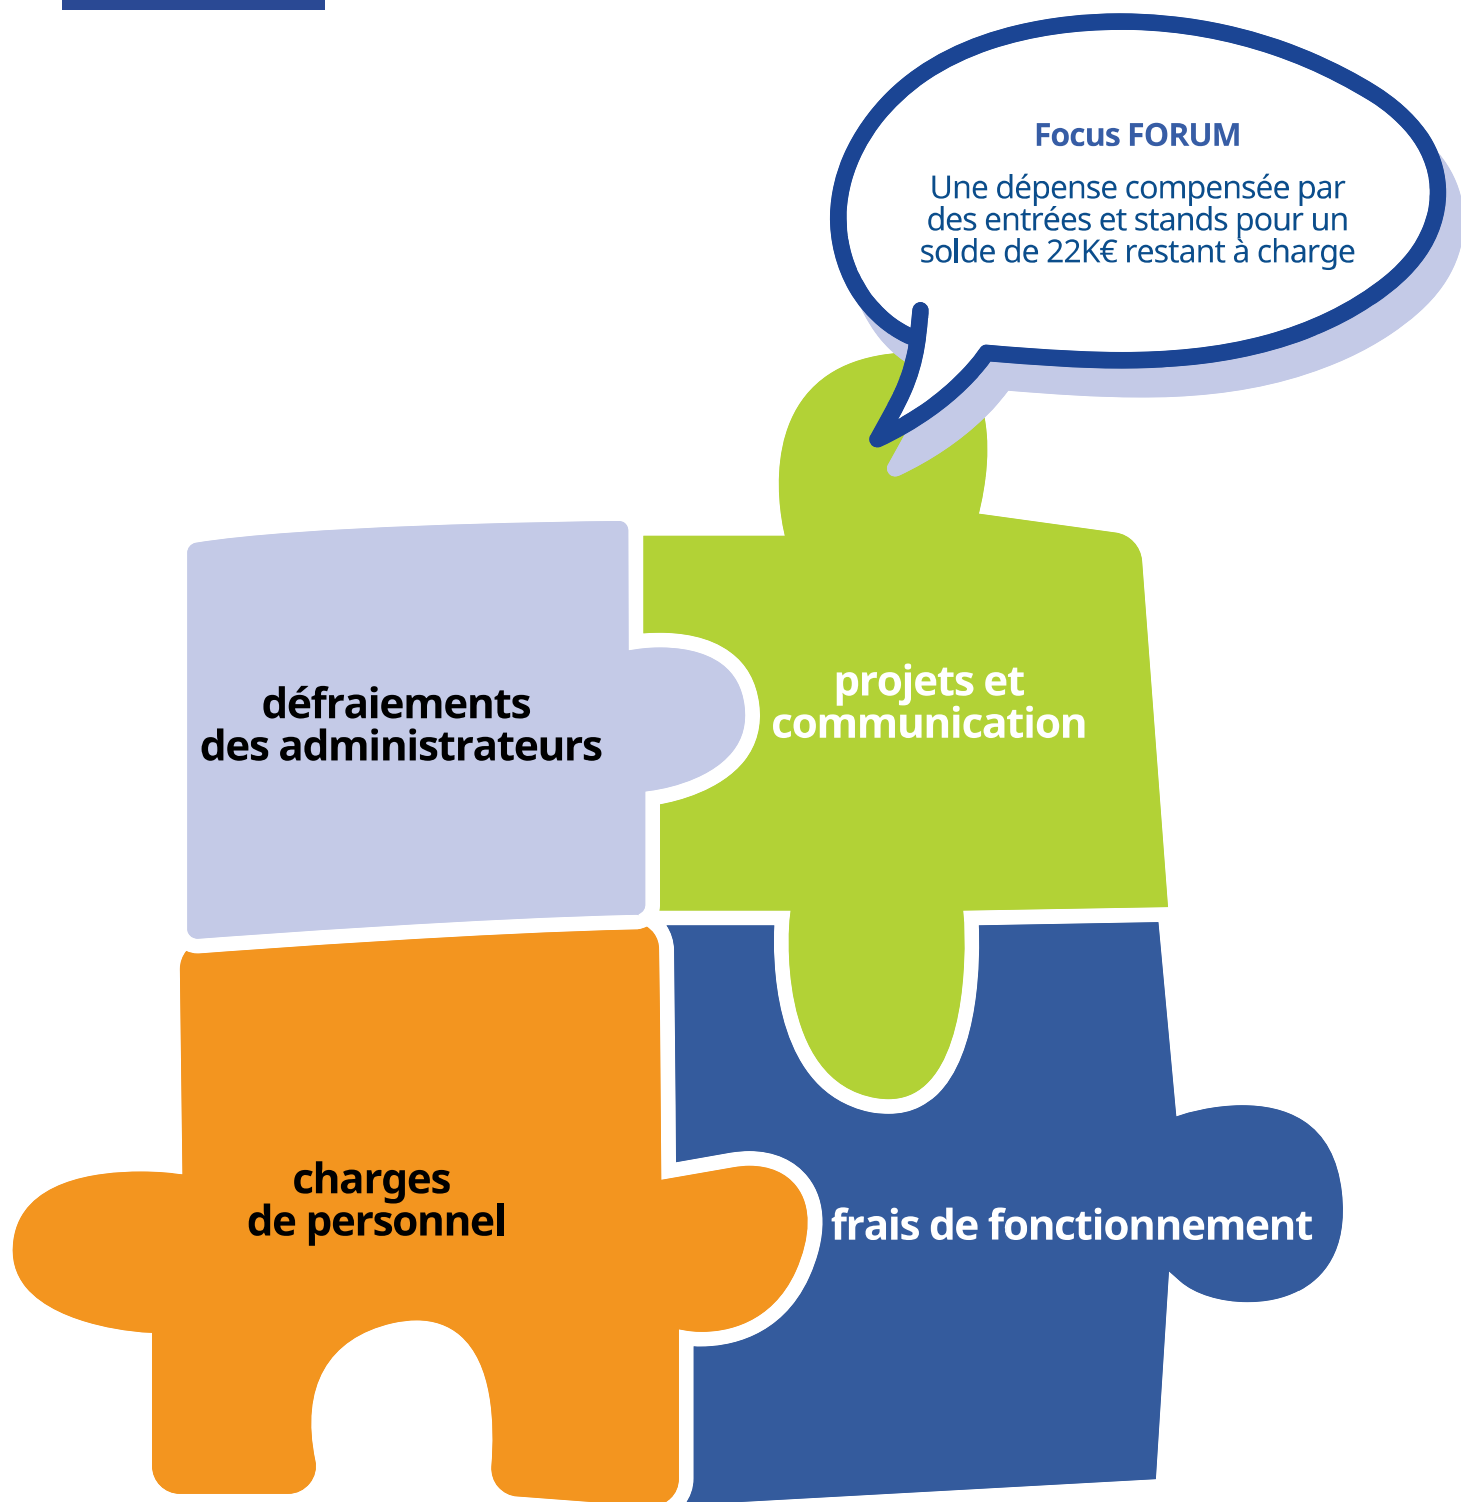 Focus FORUM
Une dépense compensée par
des entrées et stands pour un
solde de 22K€ restant à charge
défraiements
des administrateurs
projets et
communication
charges
de personnel
frais de fonctionnement